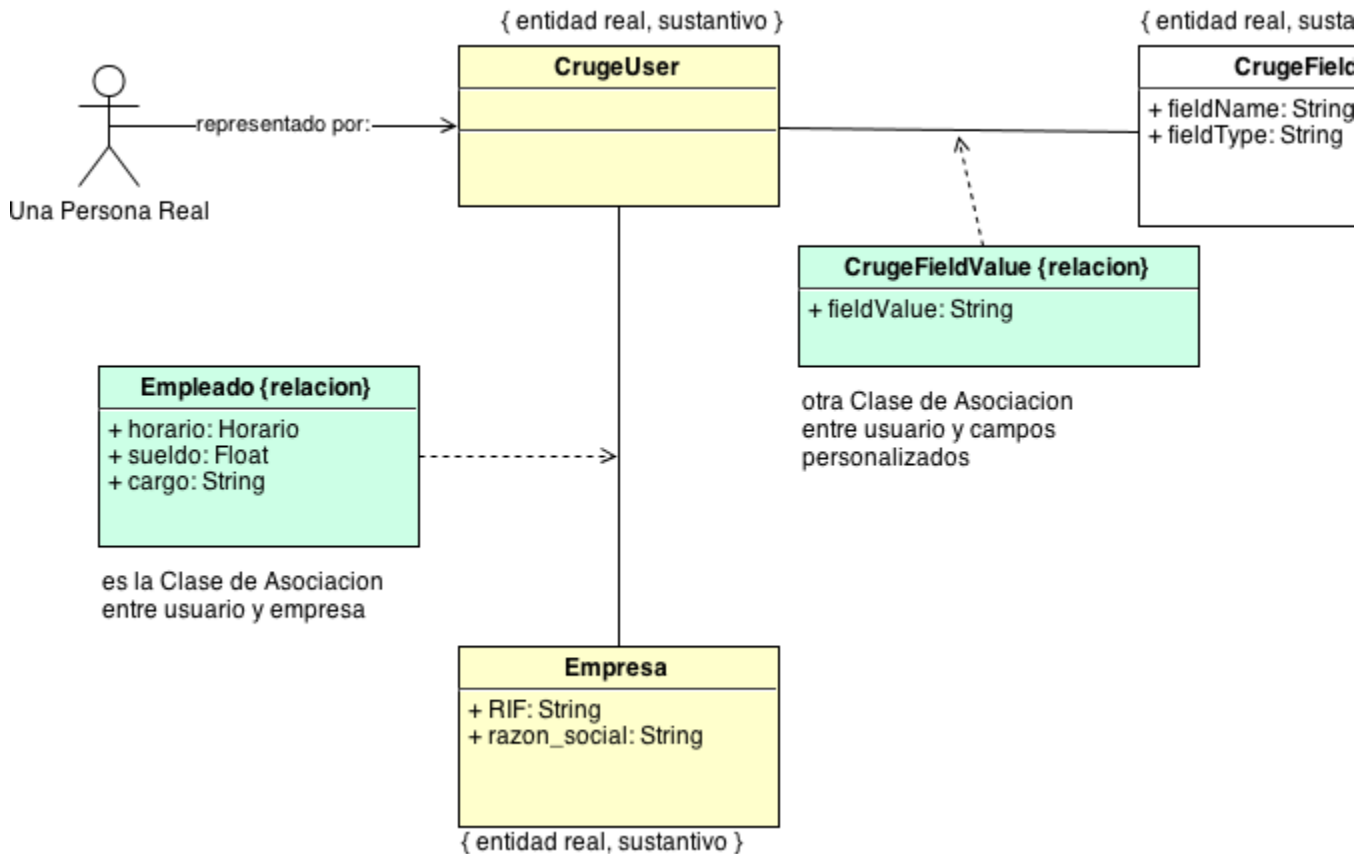 { entidad real, sustantivo }
{ entidad real, susta
CrugeUser
CrugeField
+ fieldName: String
+ fieldType: String
representado por:
Una Persona Real
CrugeFieldValue {relacion}
+ fieldValue: String
otra Clase de Asociacion
entre usuario y campos
personalizados
Empleado {relacion}
+ horario: Horario
+ sueldo: Float
+ cargo: String
es la Clase de Asociacion
entre usuario y empresa
Empresa
+ RIF: String
+ razon_social: String
{ entidad real, sustantivo }